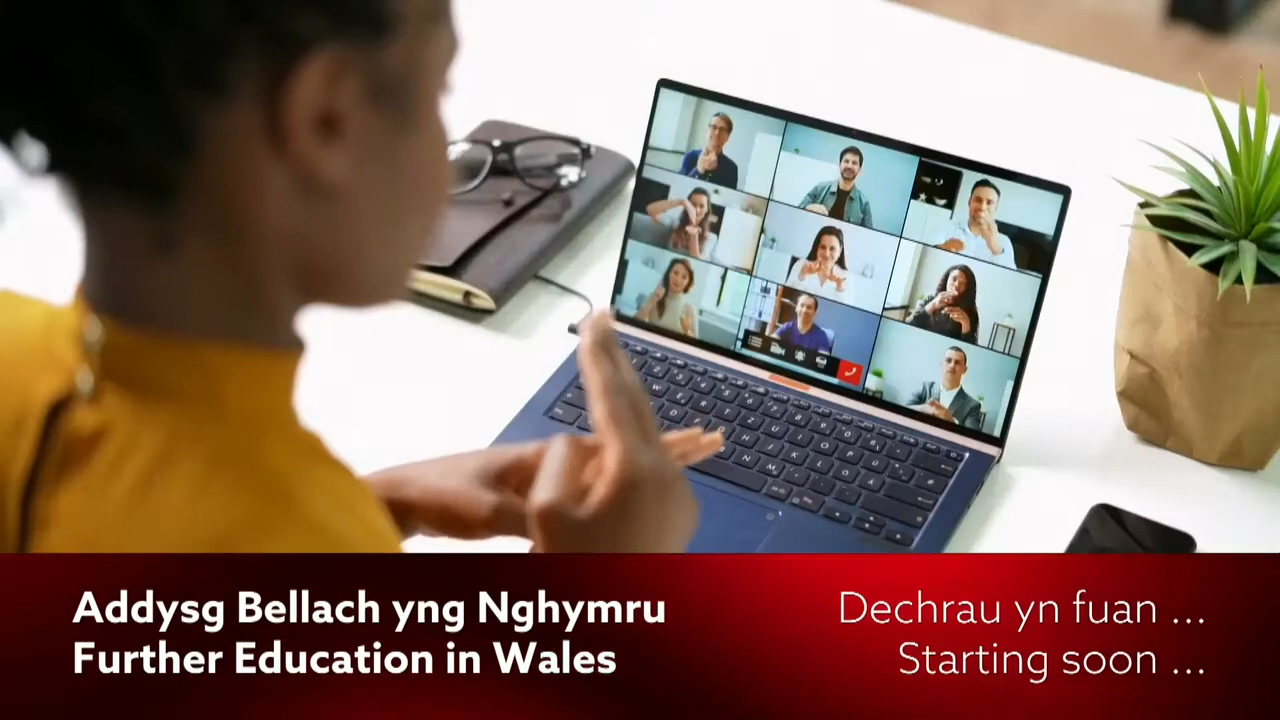 Addysg Bellach yng Nghymru
Further Education in Wales
Dechrau yn fuan ...
Starting soon ...